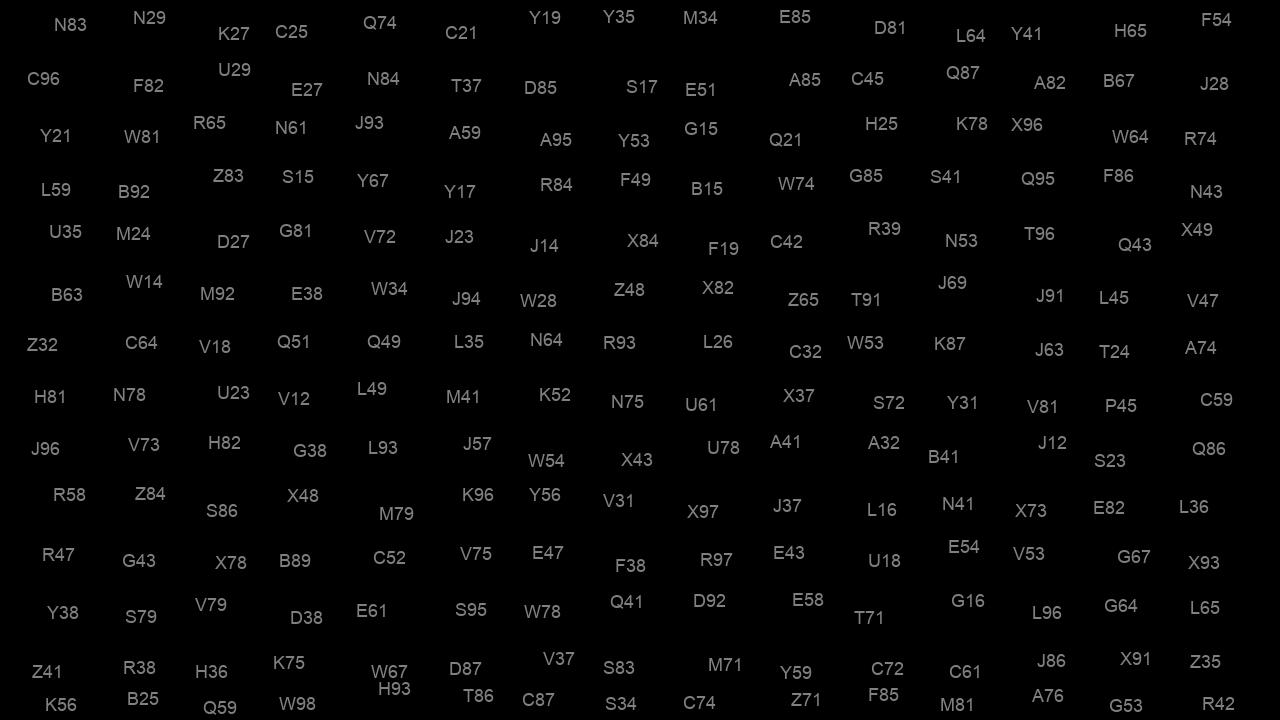 N83 N29 K27 C25 Q74 C21 Y19 Y35 M34 E85 D81 L64 Y41 H65 F54
C96 F82 U29 E27 N84 T37 D85 S17 E51 A85 C45 Q87 A82 B67 J28
Y21 W81 R65 N61 J93 A59 A95 Y53 G15 Q21 H25 K78 X96 W64 R74
L59 B92 Z83 S15 Y67 Y17 R84 F49 B15 W74 G85 S41 Q95 F86 N43
U35 M24 D27 G81 V72 J23 J14 X84 F19 C42 R39 N53 T96 Q43 X49
B63 W14 M92 E38 W34 J94 W28 Z48 X82 Z65 T91 J69 J91 L45 V47
Z32 C64 V18 Q51 Q49 L35 N64 R93 L26 C32 W53 K87 J63 T24 A74
H81 N78 U23 V12 L49 M41 K52 N75 U61 X37 S72 Y31 V81 P45 C59
J96 V73 H82 G38 L93 J57 W54 X43 U78 A41 A32 B41 J12 S23 Q86
R58 Z84 S86 X48 M79 K96 Y56 V31 X97 J37 L16 N41 X73 E82 L36
R47 G43 X78 B89 C52 V75 E47 F38 R97 E43 U18 E54 V53 G67 X93
Y38 S79 V79 D38 E61 S95 W78 Q41 D92 E58 T71 G16 L96 G64 L65
Z41 R38 H36 K75 W67 D87 V37 S83 M71 Y59 C72 C61 J86 X91 Z35
K56 B25 Q59 W98 H93 T86 C87 S34 C74 Z71 F85 M81 A76 G53 R42